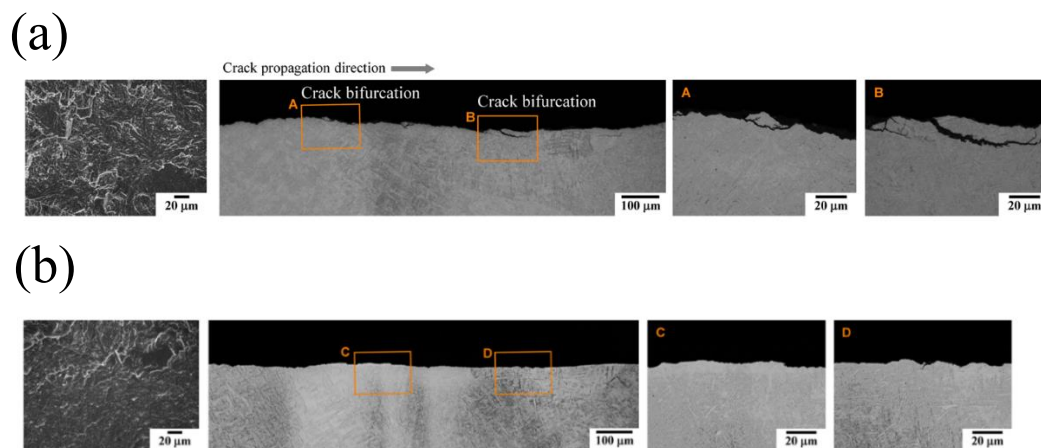 (a)
Crack propagation direction
A
Crack bifurcation
B
Crack bifurcation
A
B
20 μm
100 μm
20 μm
20 μm
(b)
C
D
C
D
20 μm
100 μm
20 μm
20 μm